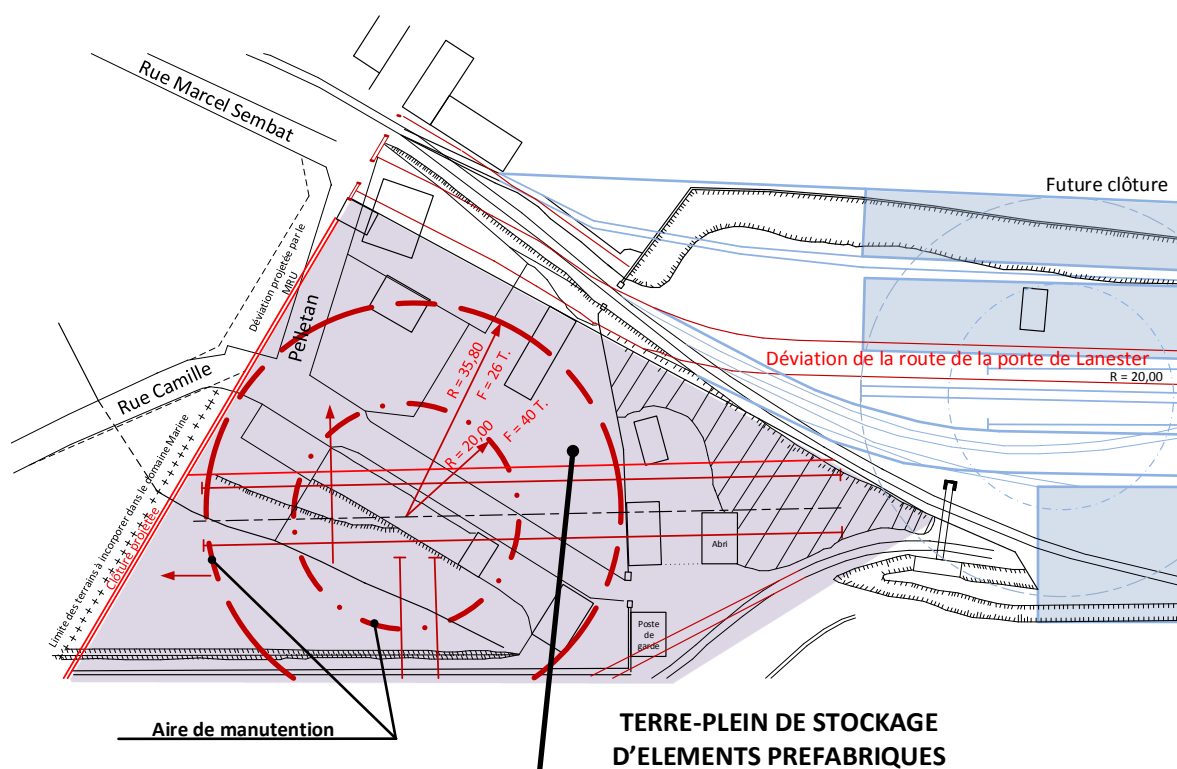 Rue Marcel Sembat
Future clôture
Déviation projetée par le
MRU
Pelletan
Rue Camille
R = 35,80
F = 26 T.
R = 20,00
F = 40 T.
Déviation de la route de la porte de Lanester
R = 20,00
Limite des terrains à incorporer dans le domaine Marine
Clôture projetée
Abri
Poste
de
garde
Aire de manutention
TERRE-PLEIN DE STOCKAGE
D’ELEMENTS PREFABRIQUES